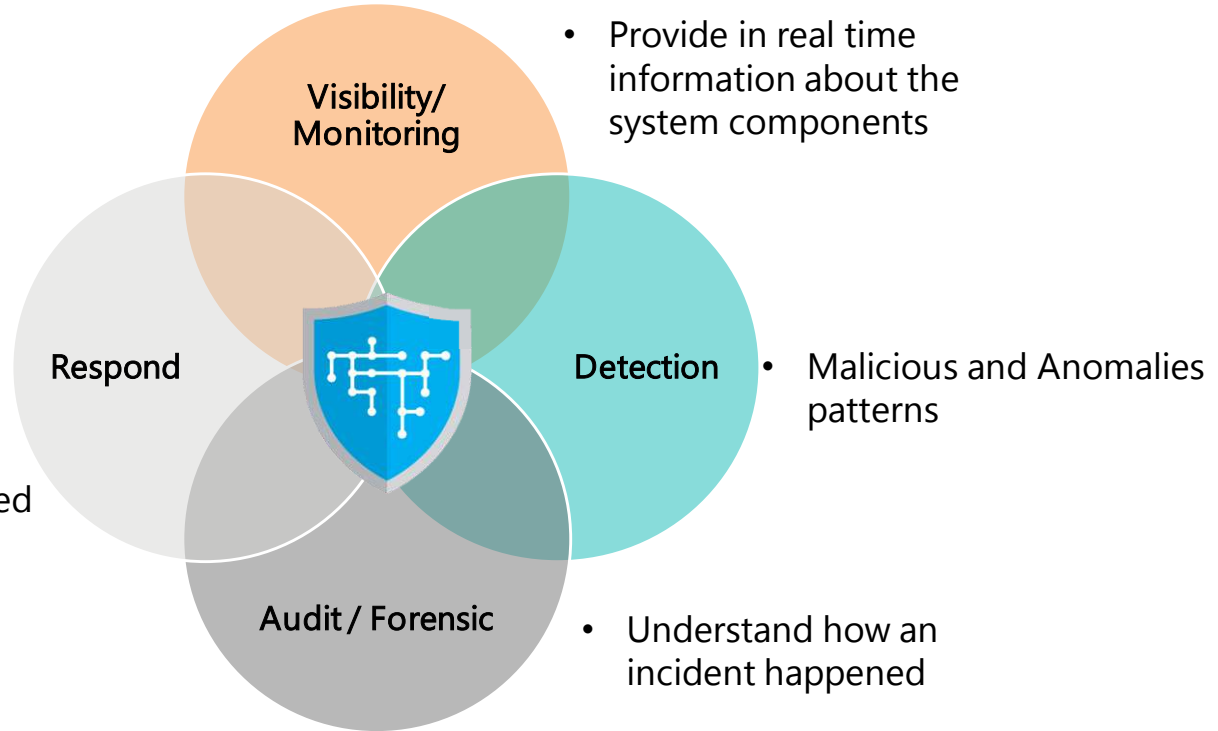 • Provide in real time
information about the
system components
Visibility/
Monitoring
Respond
Detection
• Malicious and Anomalies
patterns
ed
Audit / Forensic
• Understand how an
incident happened